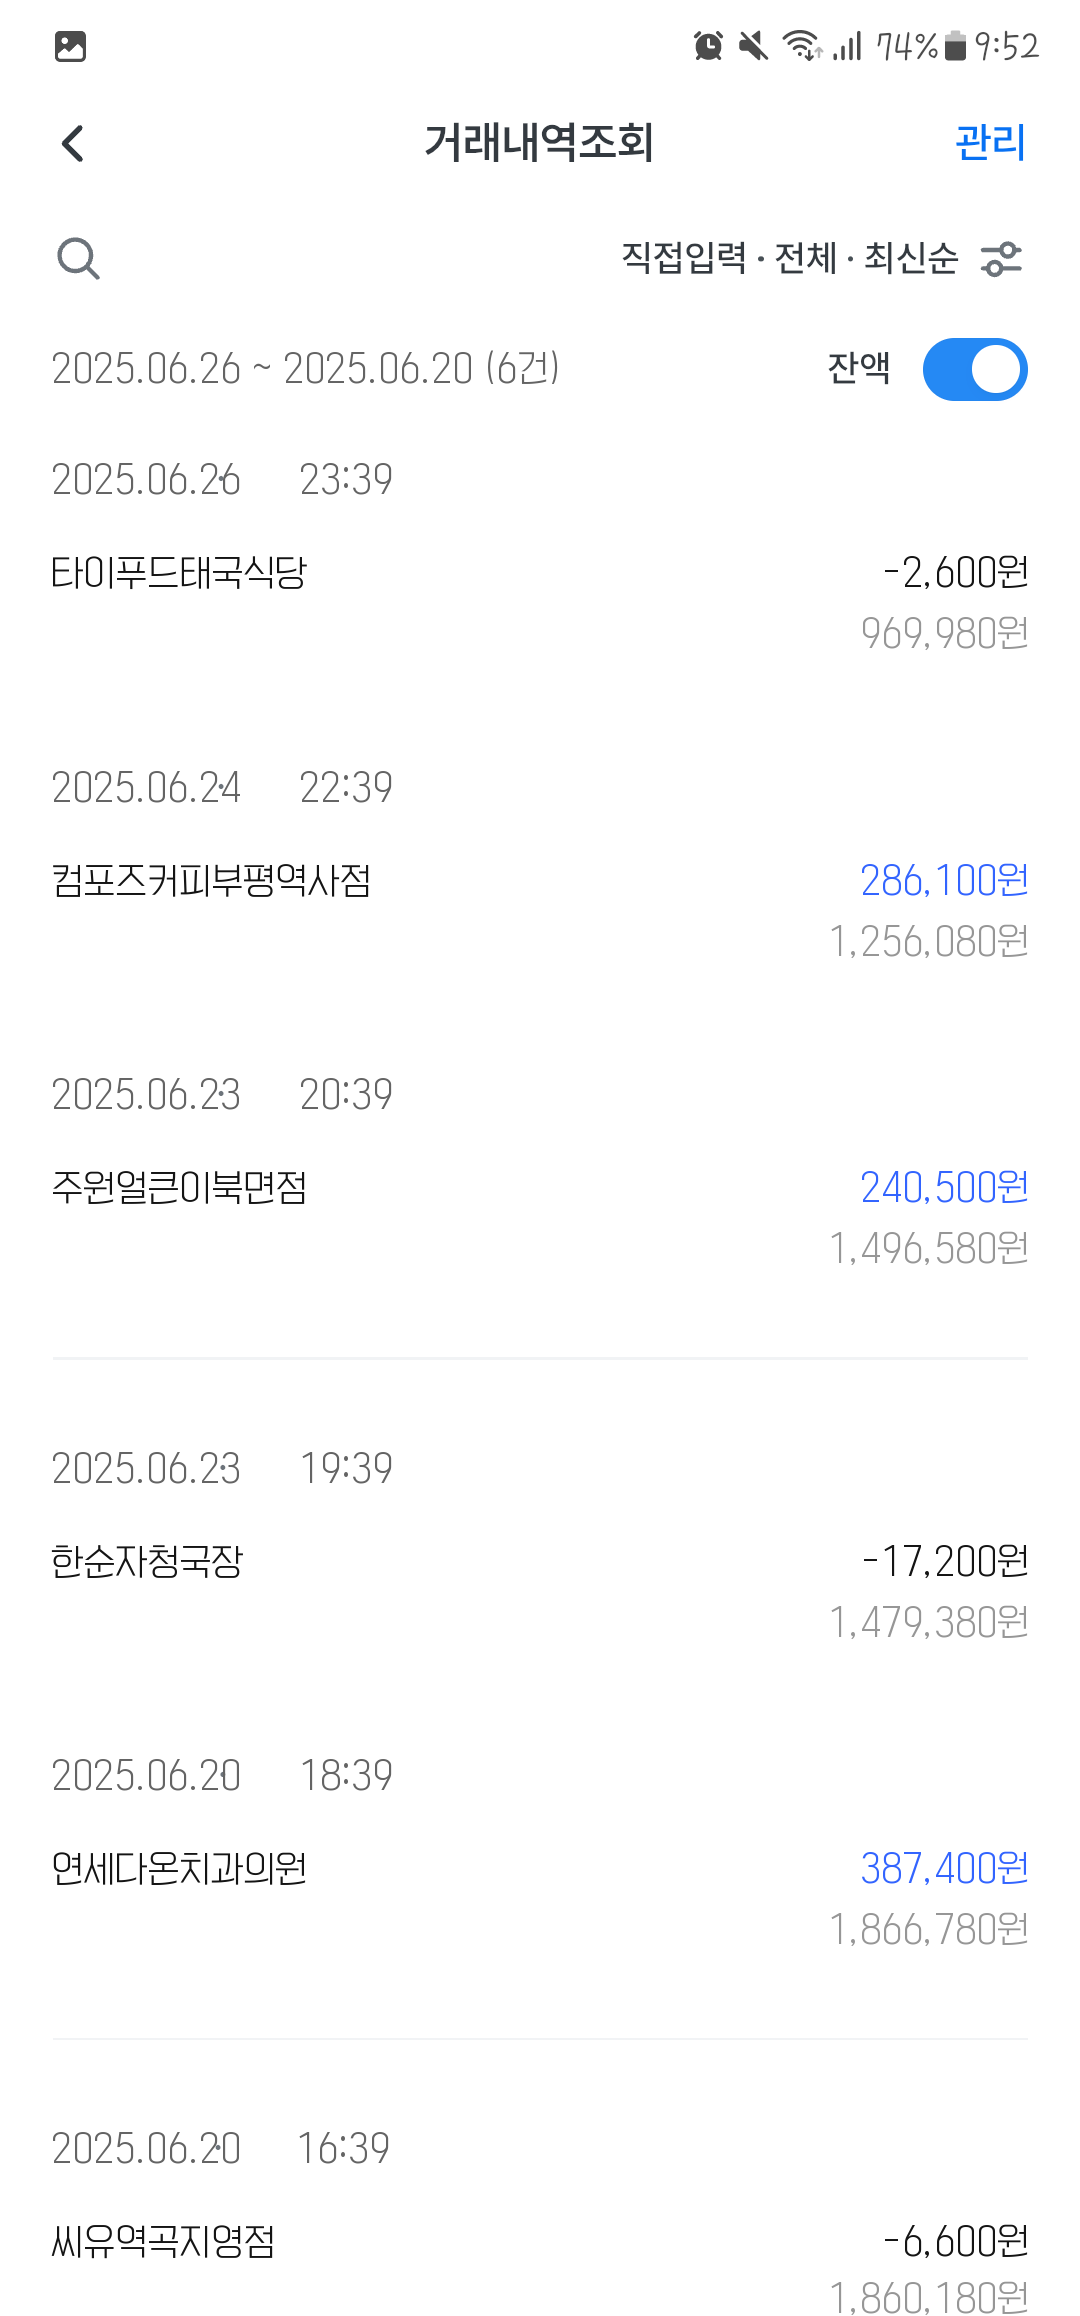 74% 9:52
거래내역조회 관리
직접입력 · 전체 · 최신순
2025.06.26 ~ 2025.06.20 (6건) 잔액
2025.06.26 23:39
타이푸드태국식당 -2,600원
969,980원
2025.06.24 22:39
컴포즈커피부평역사점 286,100원
1,256,080원
2025.06.23 20:39
주원얼큰이북면점 240,500원
1,496,580원
2025.06.23 19:39
한순자청국장 -17,200원
1,479,380원
2025.06.20 18:39
연세다온치과의원 387,400원
1,866,780원
2025.06.20 16:39
씨유역곡지영점 -6,600원
1,860,180원